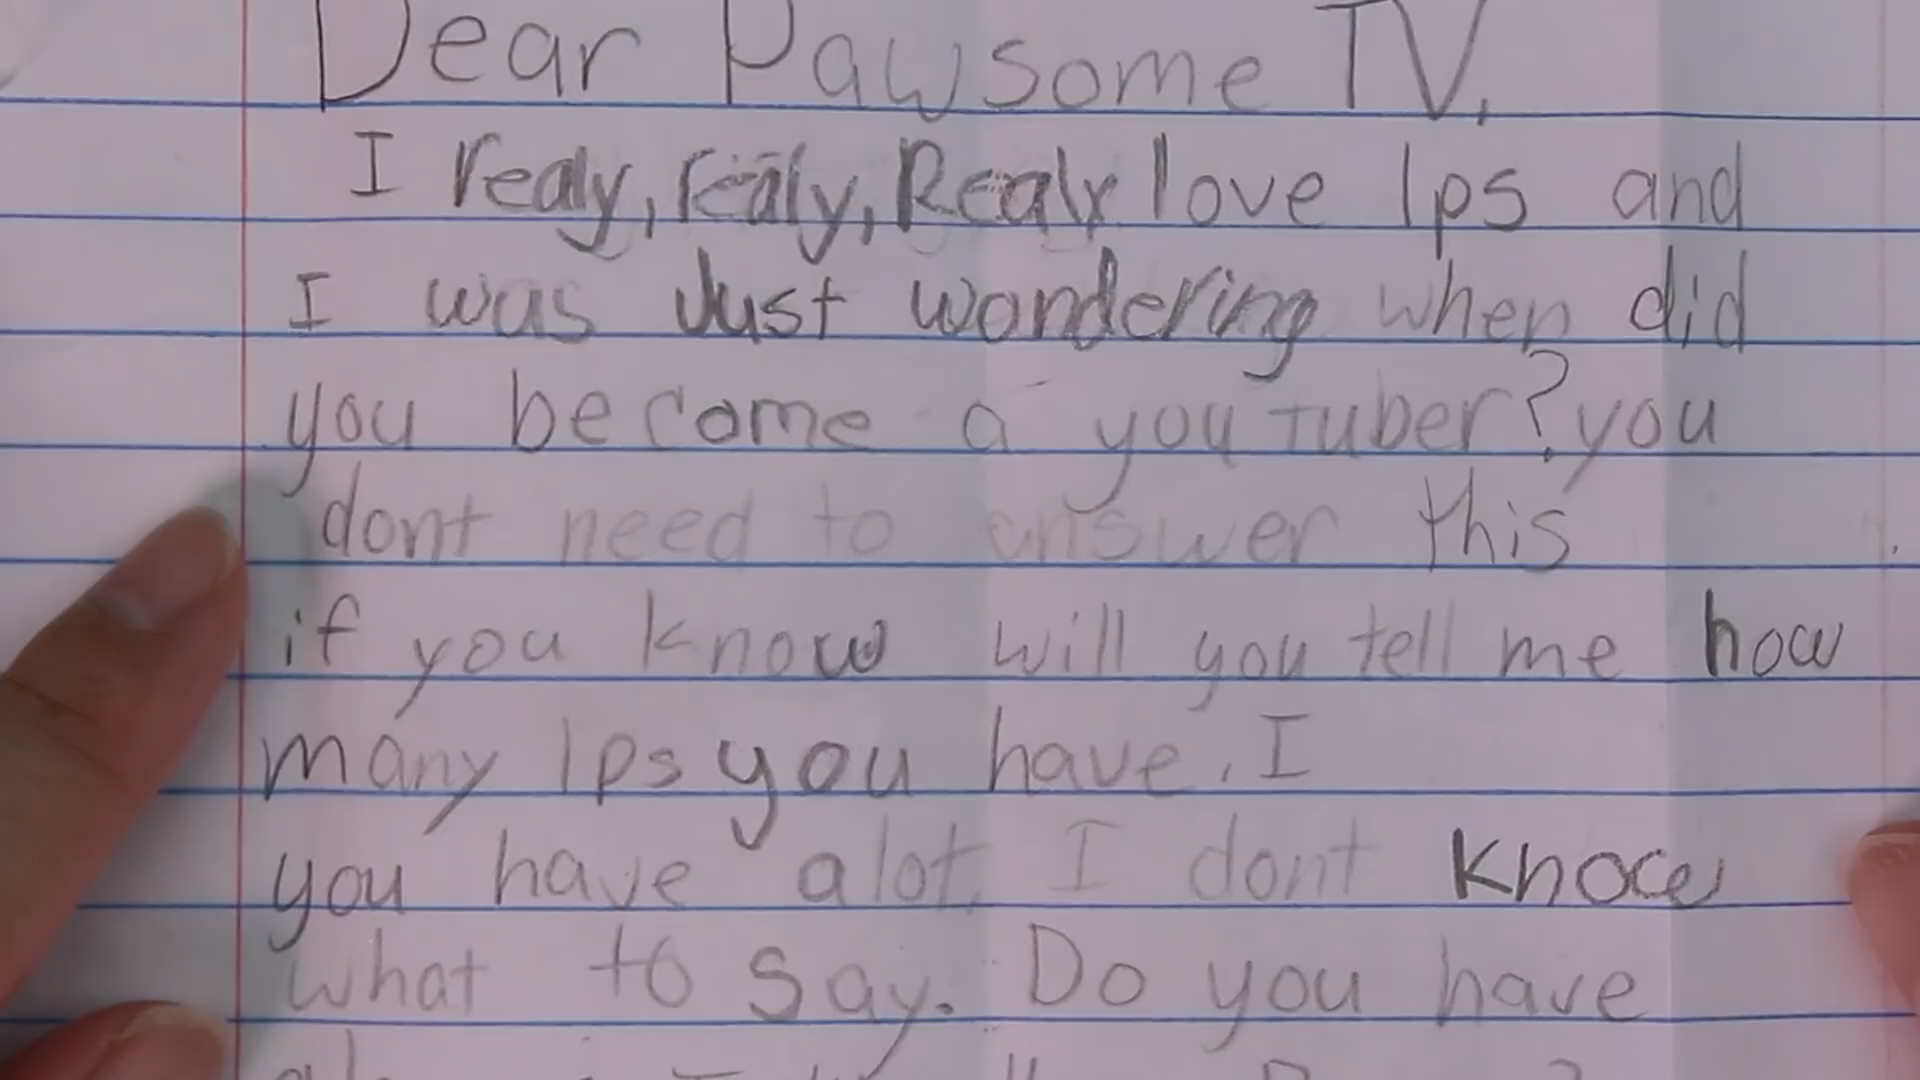 Dear Pawsome TV,
I realy, realy, Realy love lps and
I was Just wondering when did
you become a you Tuber? you
dont need to answer this
if you know will you tell me how
many lps you have. I
you have alot. I dont know
what to say. Do you have